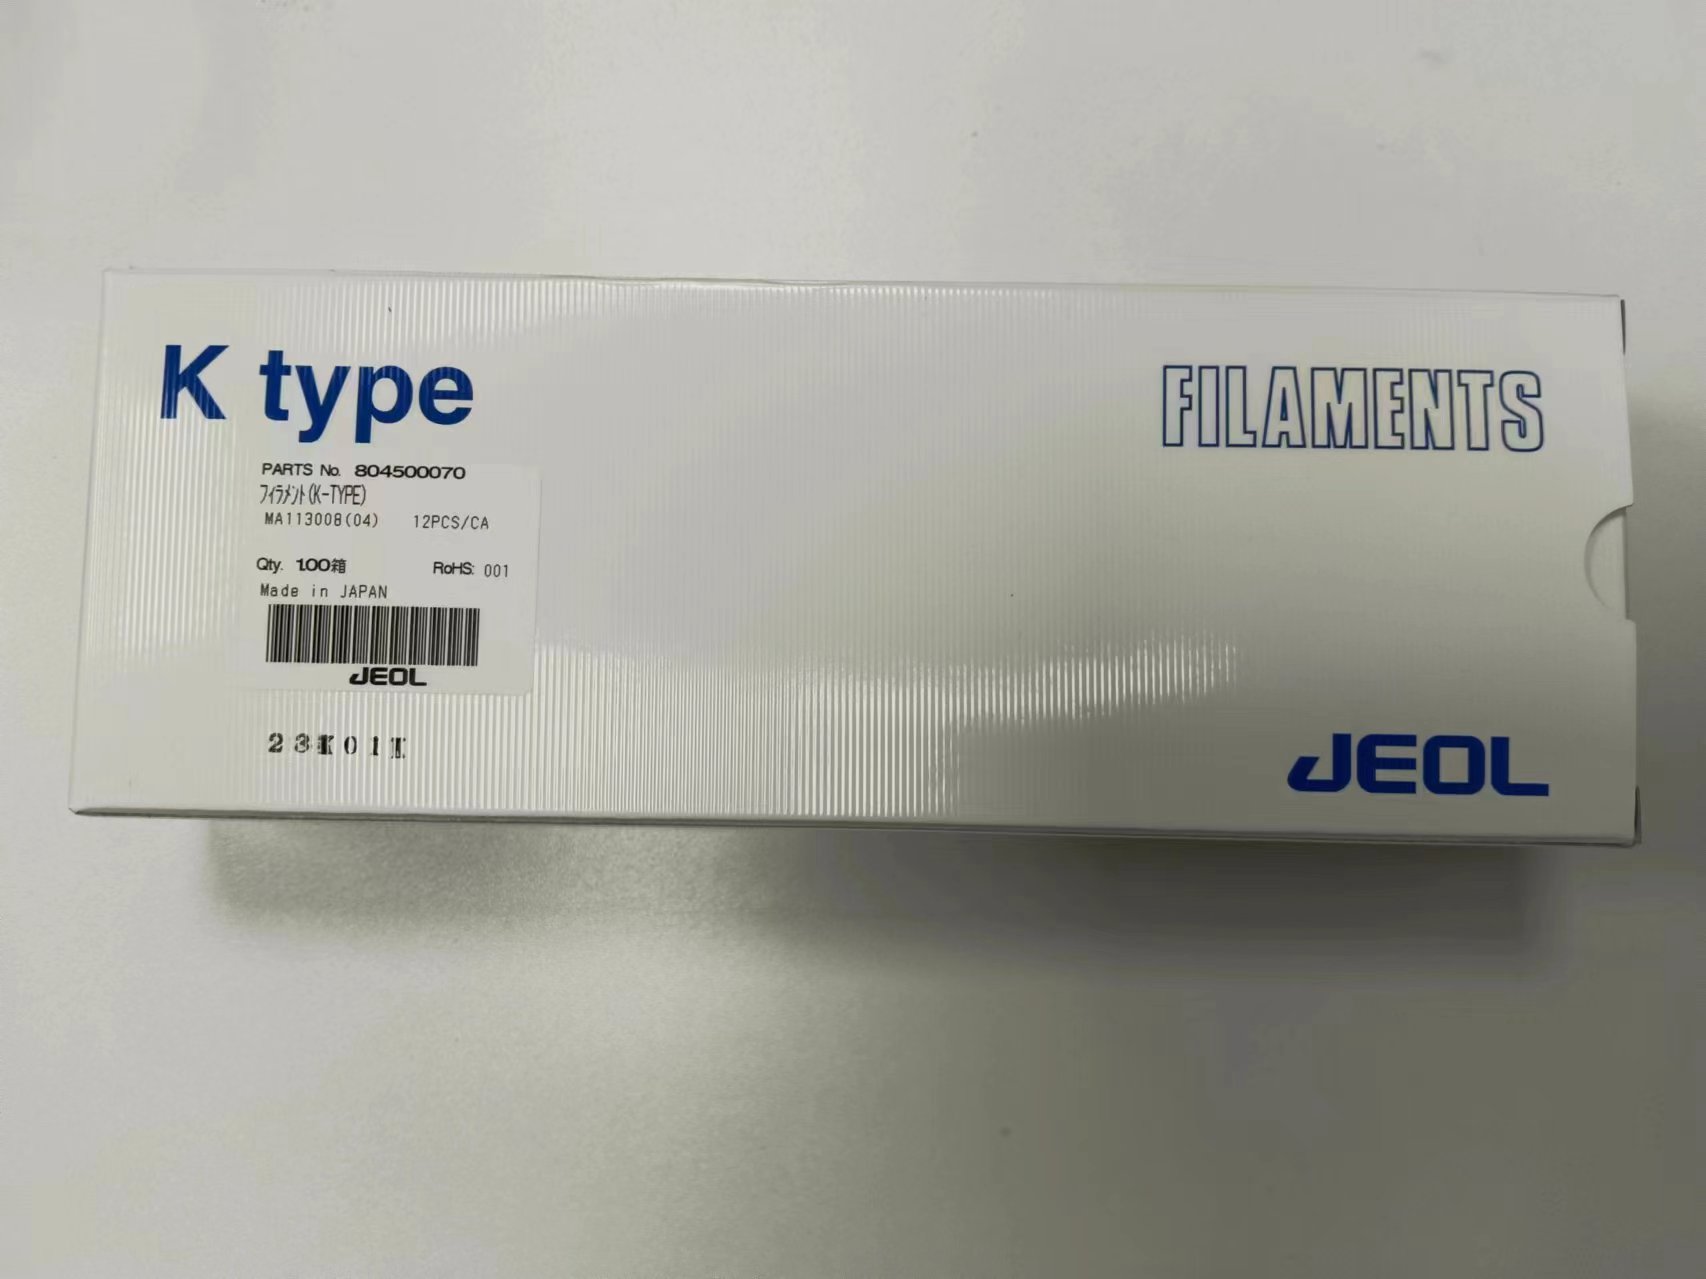 K type
FILAMENTS
PARTS No. 804500070
フィラメント(K-TYPE)
MA113008(04) 12PCS/CA
Qty. 1.00箱 RoHS: 001
Made in JAPAN
JEOL
23K01K
JEOL